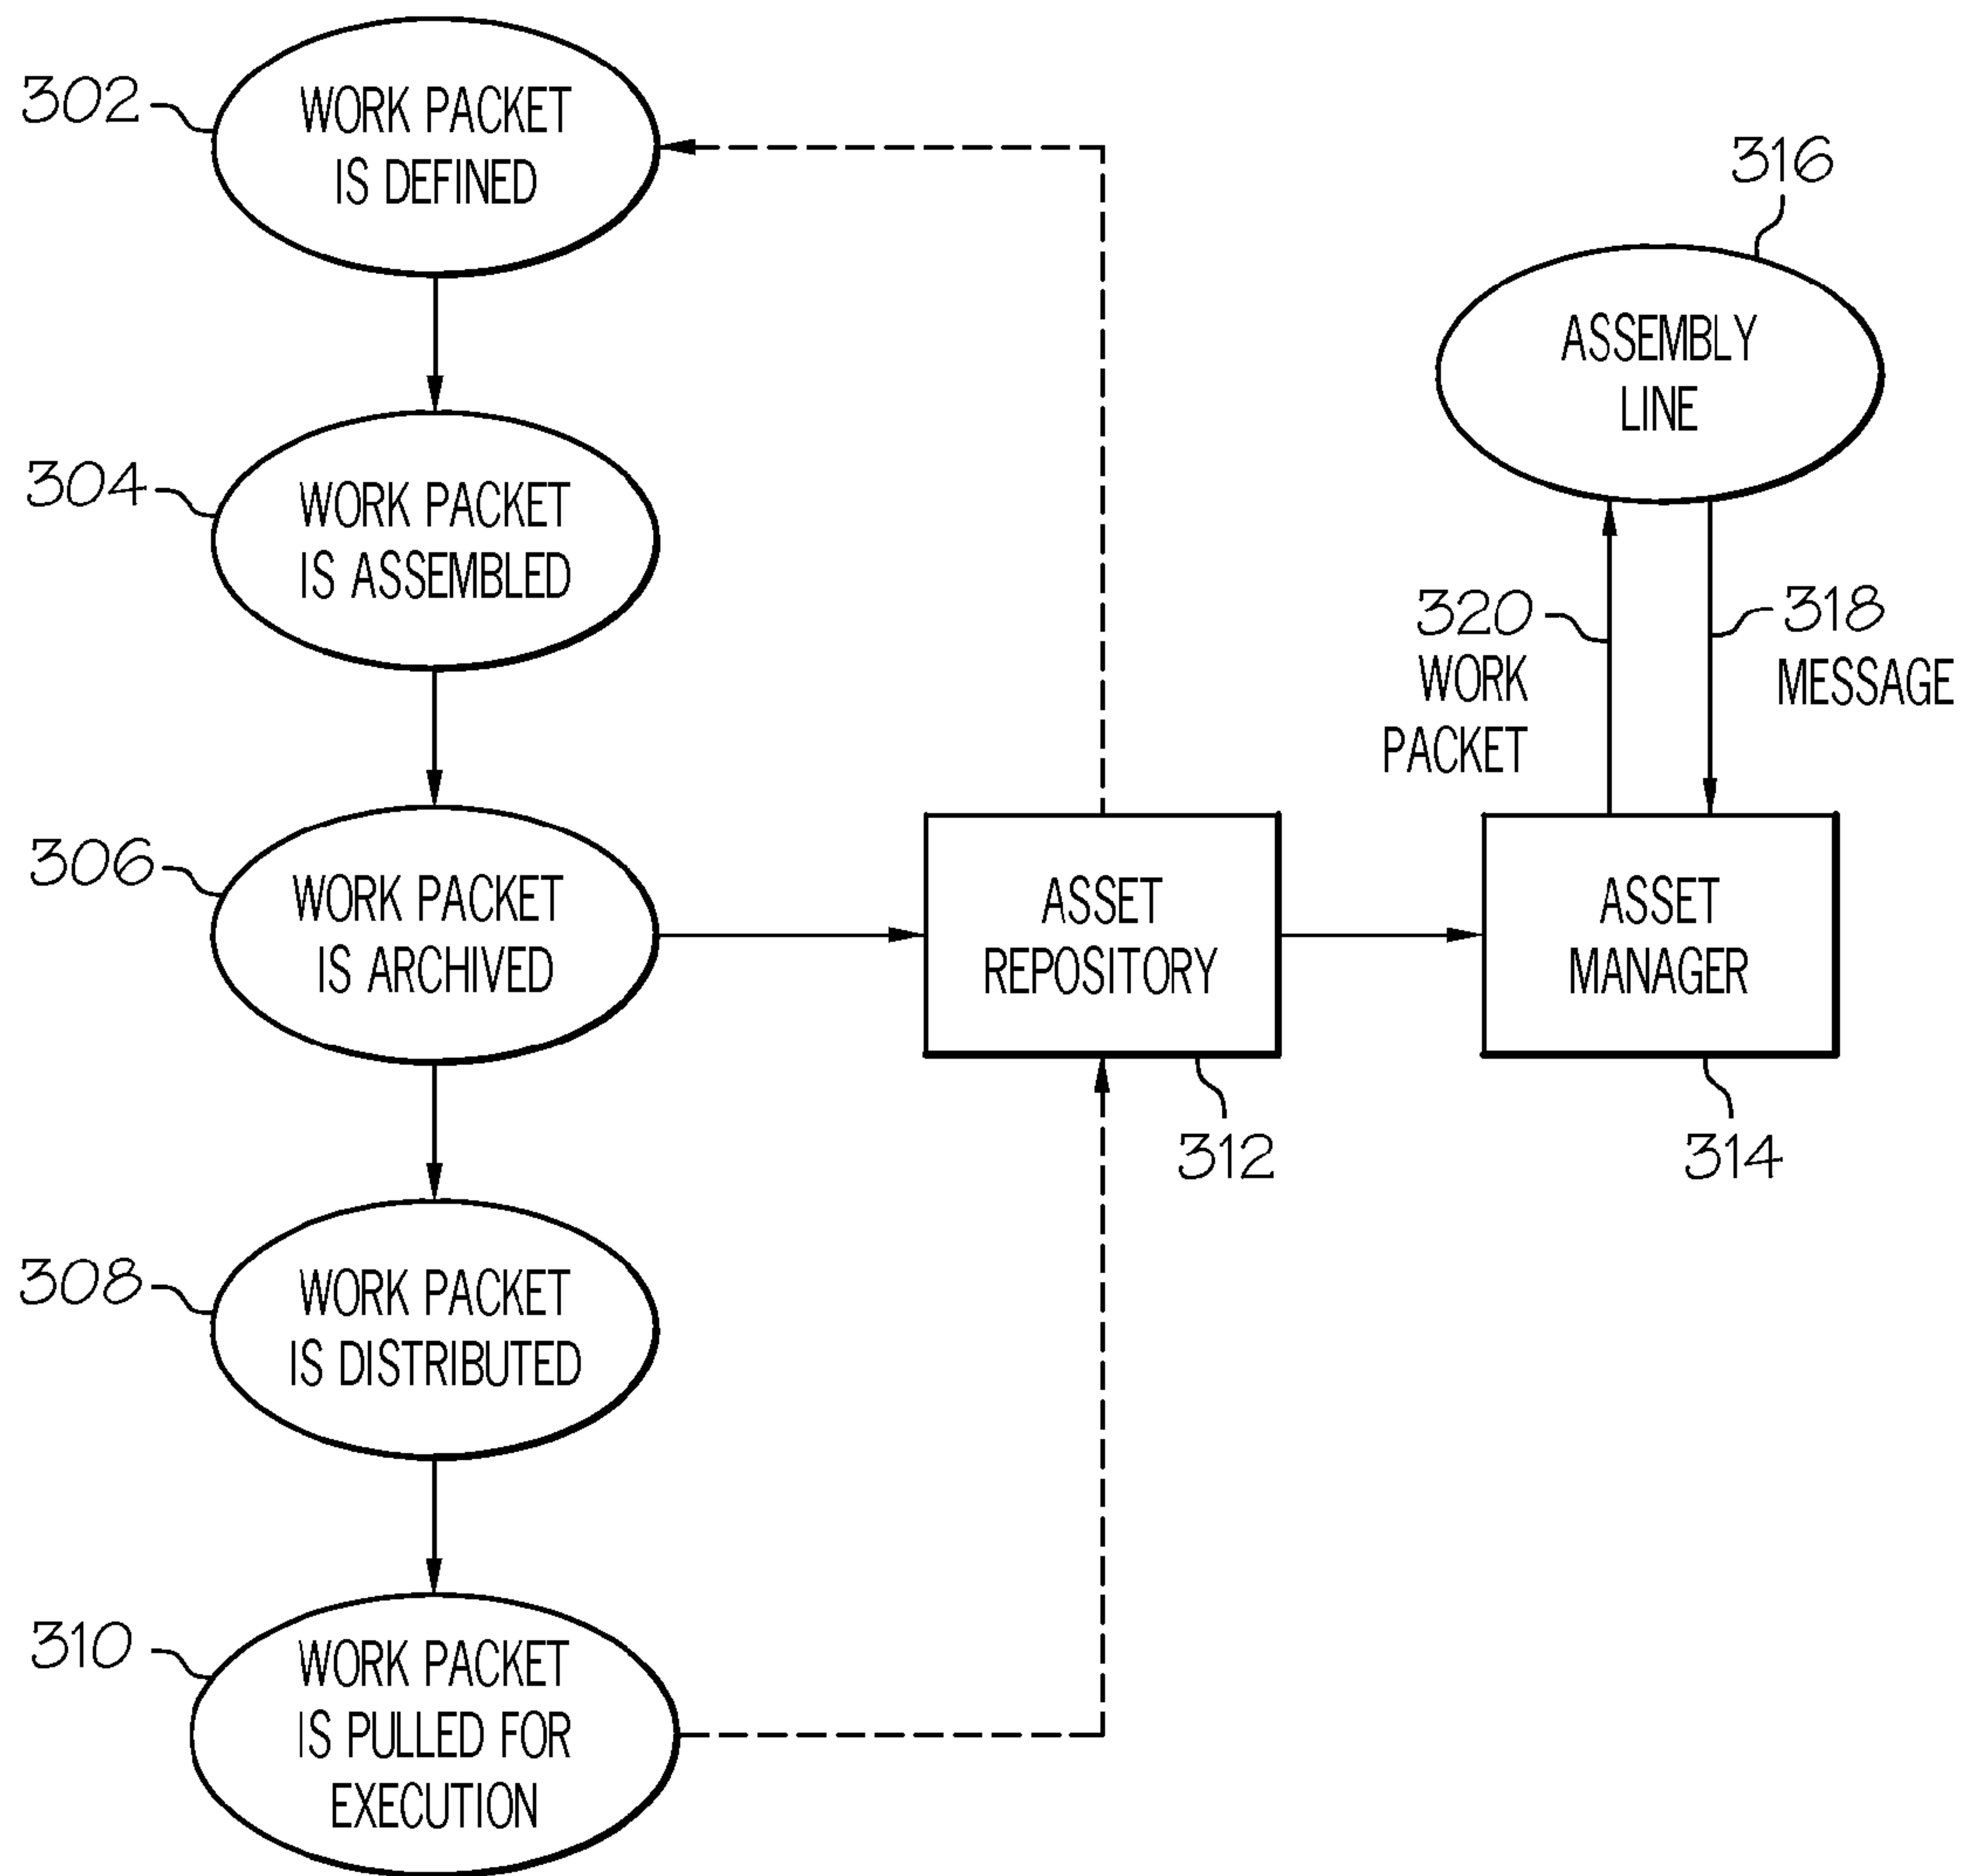 302
WORK PACKET
IS DEFINED
316
ASSEMBLY
LINE
304
WORK PACKET
IS ASSEMBLED
320
WORK
PACKET
318
MESSAGE
306
WORK PACKET
IS ARCHIVED
ASSET
REPOSITORY
312
ASSET
MANAGER
314
308
WORK PACKET
IS DISTRIBUTED
310
WORK PACKET
IS PULLED FOR
EXECUTION